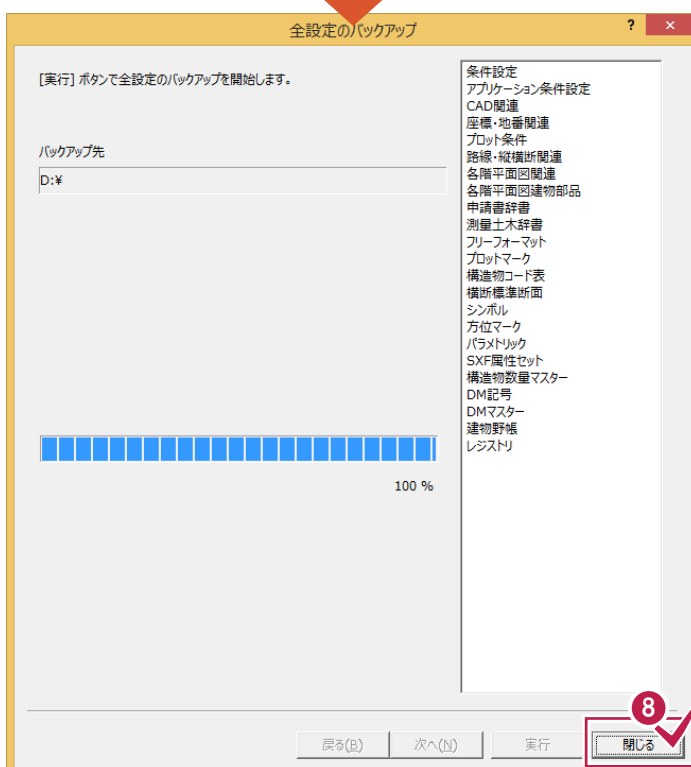 全設定のバックアップ
? ×
[実行] ボタンで全設定のバックアップを開始します。
バックアップ先
D:¥
100 %
条件設定
アプリケーション条件設定
CAD関連
座標・地番関連
プロット条件
路線・縦横断関連
各階平面図関連
各階平面図建物部品
申請書辞書
測量土木辞書
フリーフォーマット
プロットマーク
構造物コード表
横断標準断面
シンボル
方位マーク
パラメトリック
SXF属性セット
構造物数量マスター
DM記号
DMマスター
建物野帳
レジストリ
8
戻る(B) 次へ(N) 実行 閉じる